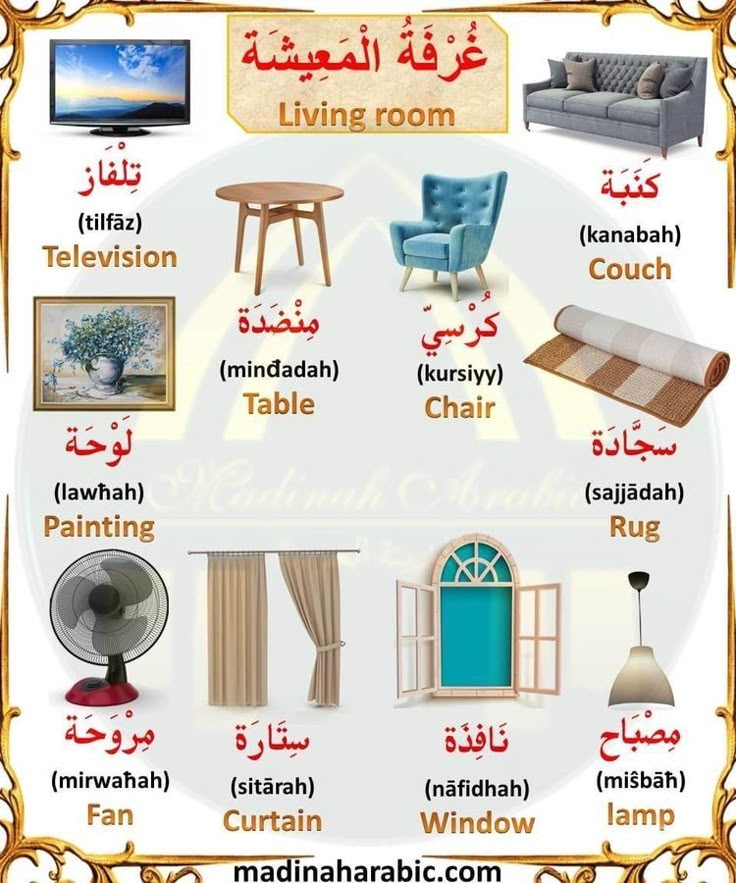 غُرْفَةُ الْمَعِيشَة
Living room
تِلْفَاز
(tilfāz)
Television
كَنَبَة
(kanabah)
Couch
مِنْضَدَة
(minđadah)
Table
كُرْسِيّ
(kursiyy)
Chair
لَوْحَة
(lawħah)
Painting
سَجَّادَة
(sajjādah)
Rug
Madinah Arabic
مِرْوَحَة
(mirwaħah)
Fan
سِتَارَة
(sitārah)
Curtain
نَافِذَة
(nāfidhah)
Window
مِصْبَاح
(miŝbāħ)
lamp
madinaharabic.com